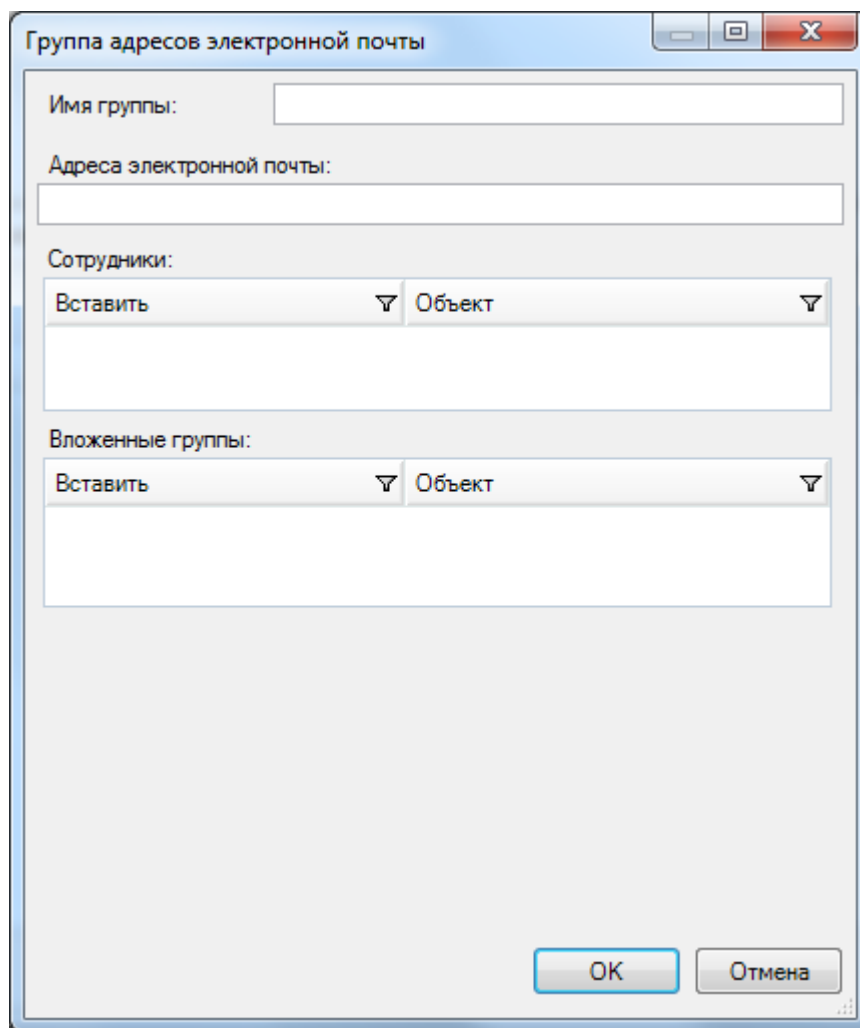 Группа адресов электронной почты
Имя группы:
Адреса электронной почты:
Сотрудники:
Вставить Объект
Вложенные группы:
Вставить Объект
OK Отмена